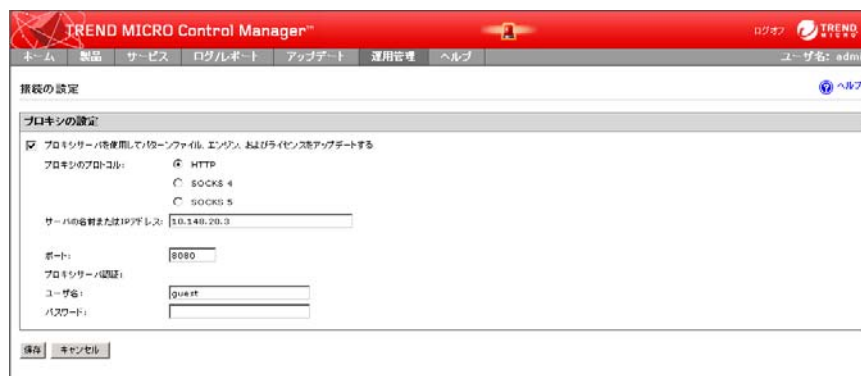 TREND MICRO Control Manager™
ログオフ TREND MICRO
ホーム 製品 サービス ログ/レポート アップデート 運用管理 ヘルプ ユーザ名: admi
接続の設定 ヘルプ
プロキシの設定
プロキシサーバを使用してパターンファイル、エンジン、およびライセンスをアップデートする
プロキシのプロトコル: HTTP
SOCKS 4
SOCKS 5
サーバの名前またはIPアドレス: 10.148.20.3
ポート: 8080
プロキシサーバ認証:
ユーザ名: guest
パスワード:
保存 キャンセル